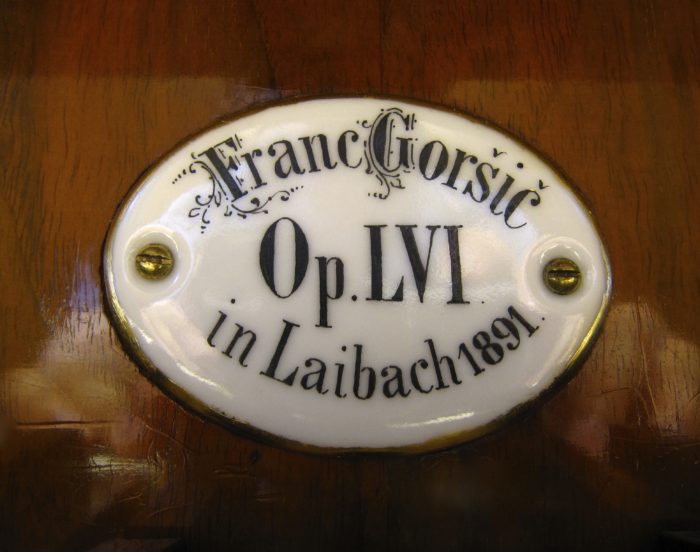 Franc Goršič
Op. LVI.
in Laibach 1891.